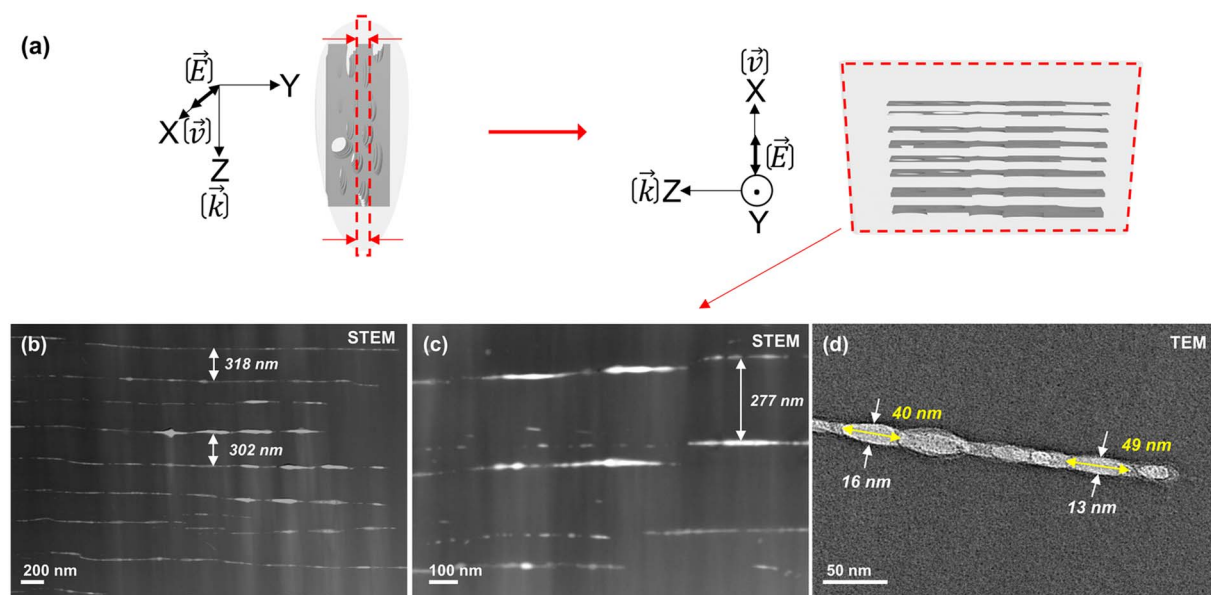 (a)
(E⃗)
Y
X(v⃗)
Z
(k⃗)
(v⃗)
X
(E⃗)
(k⃗)Z
Y
(b)
STEM
318 nm
302 nm
200 nm
(c)
STEM
277 nm
100 nm
(d)
TEM
40 nm
49 nm
16 nm
13 nm
50 nm